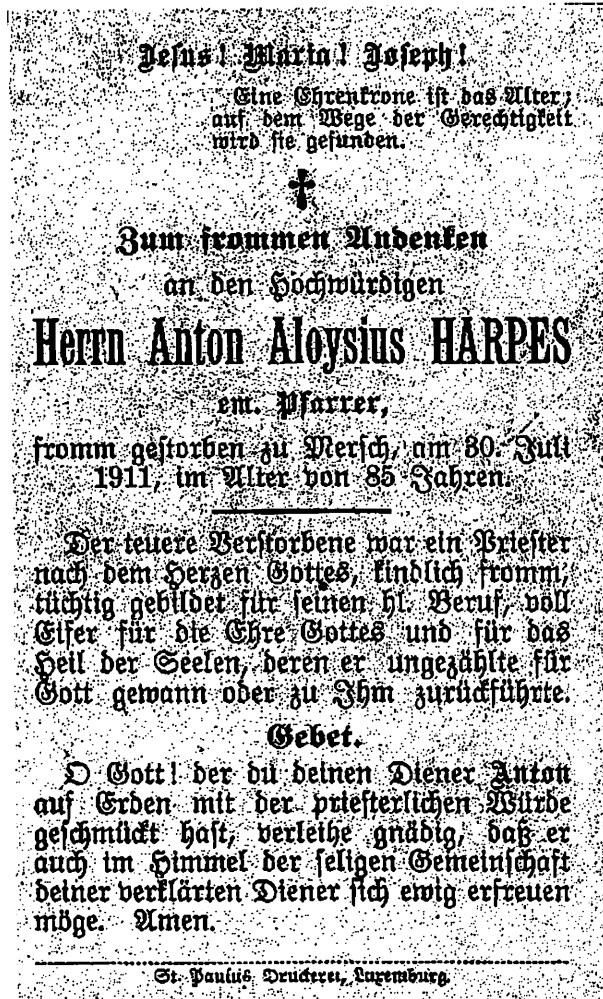 Jesus! Maria! Joseph!
Eine Ehrenkrone ist das Alter;
auf dem Wege der Gerechtigkeit
wird sie gefunden.
Zum frommen Andenken
an den Hochwürdigen
Herrn Anton Aloysius HARPES
em. Pfarrer,
fromm gestorben zu Mersch, am 30. Juli
1911, im Alter von 85 Jahren.
Der teuere Verstorbene war ein Priester
nach dem Herzen Gottes, kindlich fromm,
tüchtig gebildet für seinen hl. Beruf, voll
Eifer für die Ehre Gottes und für das
Heil der Seelen, deren er ungezählte für
Gott gewann oder zu Ihm zurückführte.
Gebet.
O Gott! der du deinen Diener Anton
auf Erden mit der priesterlichen Würde
geschmückt hast, verleihe gnädig, daß er
auch im Himmel der seligen Gemeinschaft
deiner verklärten Diener sich ewig erfreuen
möge. Amen.
St. Paulus Druckerei, Luxemburg.